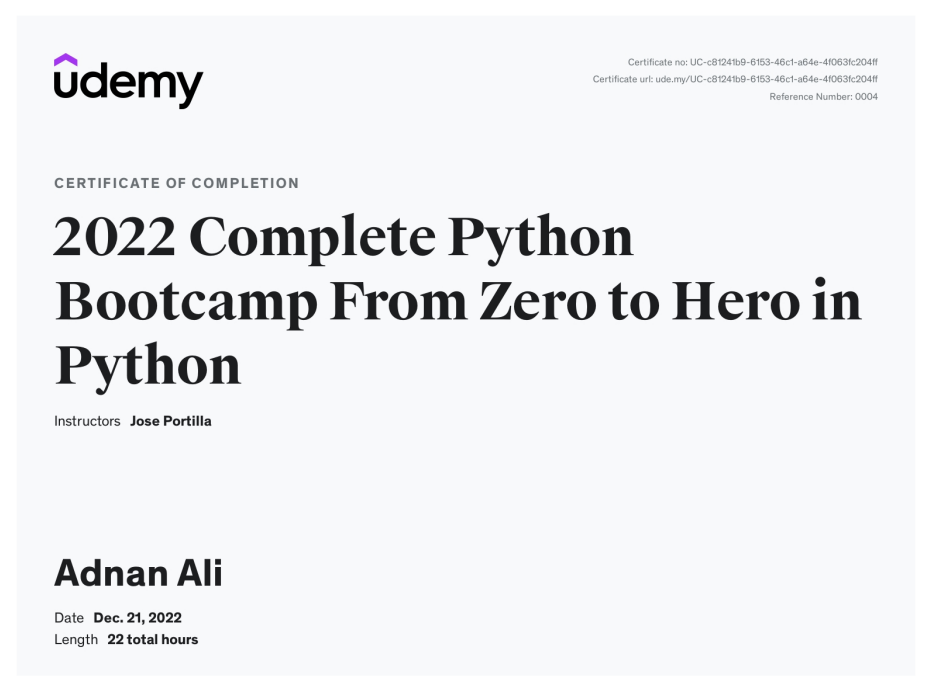 udemy
Certificate no: UC-c81241b9-6153-46c1-a64e-4f063fc204ff
Certificate url: ude.my/UC-c81241b9-6153-46c1-a64e-4f063fc204ff
Reference Number: 0004
CERTIFICATE OF COMPLETION
2022 Complete Python
Bootcamp From Zero to Hero in
Python
Instructors Jose Portilla
Adnan Ali
Date Dec. 21, 2022
Length 22 total hours